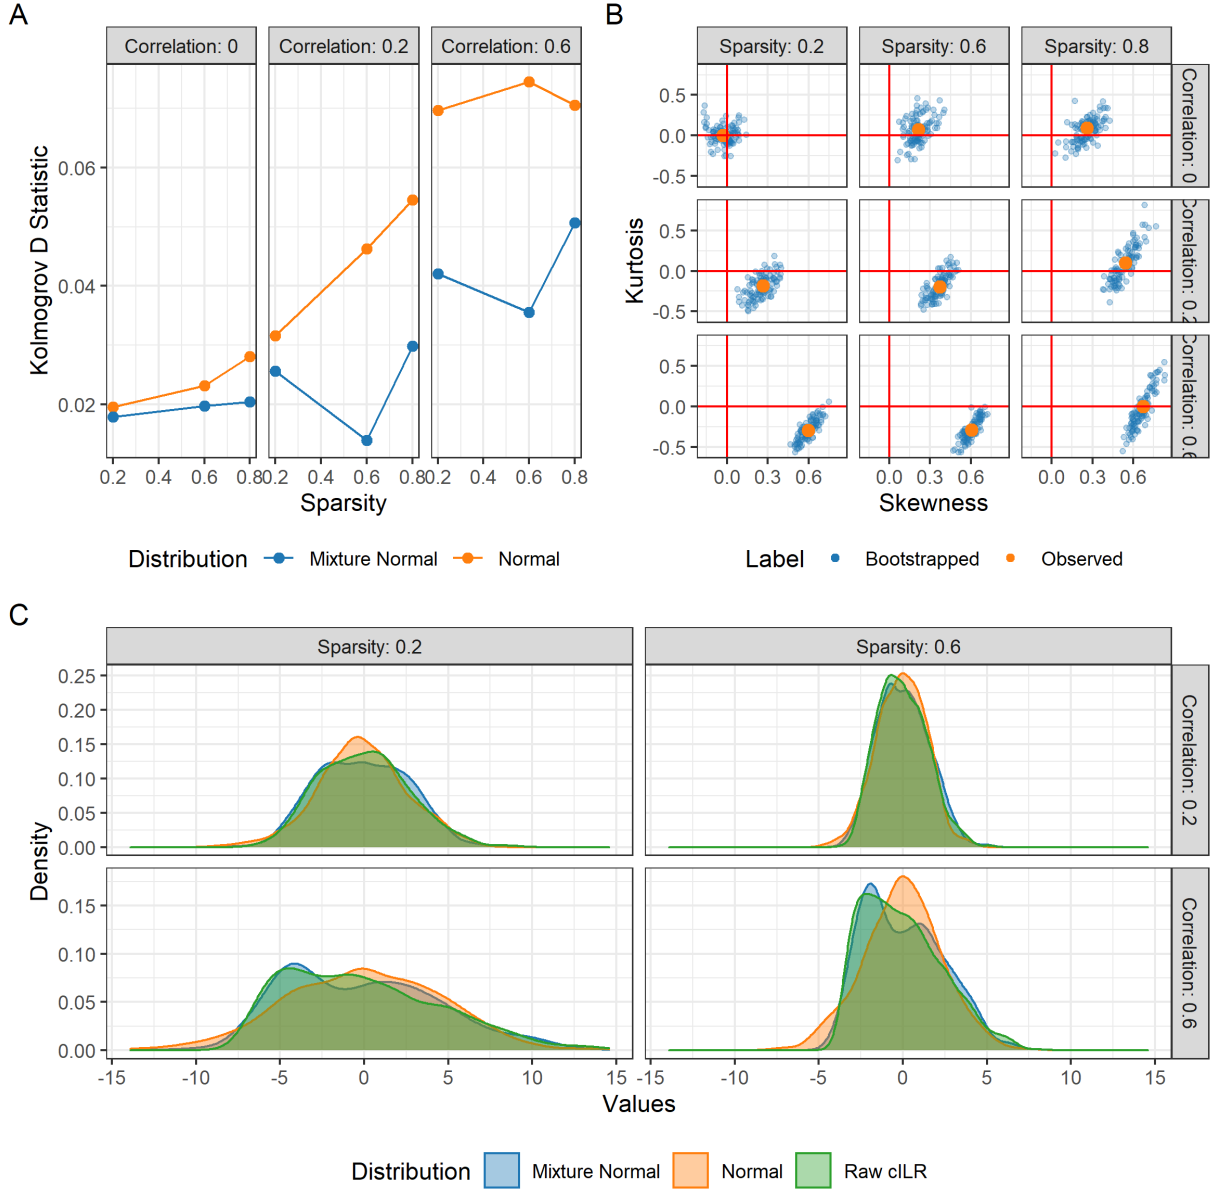 A
Correlation: 0
Correlation: 0.2
Correlation: 0.6
Kolmogrov D Statistic
0.06
0.04
0.02
0.2 0.4 0.6 0.8
0.2 0.4 0.6 0.8
0.2 0.4 0.6 0.8
Sparsity
Distribution
Mixture Normal
Normal
B
Sparsity: 0.2
Sparsity: 0.6
Sparsity: 0.8
Kurtosis
0.5
0.0
-0.5
Correlation: 0
0.5
0.0
-0.5
Correlation: 0.2
0.5
0.0
-0.5
Correlation: 0.6
0.0 0.3 0.6
0.0 0.3 0.6
0.0 0.3 0.6
Skewness
Label
Bootstrapped
Observed
C
Sparsity: 0.2
Sparsity: 0.6
Density
0.25
0.20
0.15
0.10
0.05
0.00
Correlation: 0.2
0.15
0.10
0.05
0.00
Correlation: 0.6
-15 -10 -5 0 5 10 15
-15 -10 -5 0 5 10 15
Values
Distribution
Mixture Normal
Normal
Raw cILR